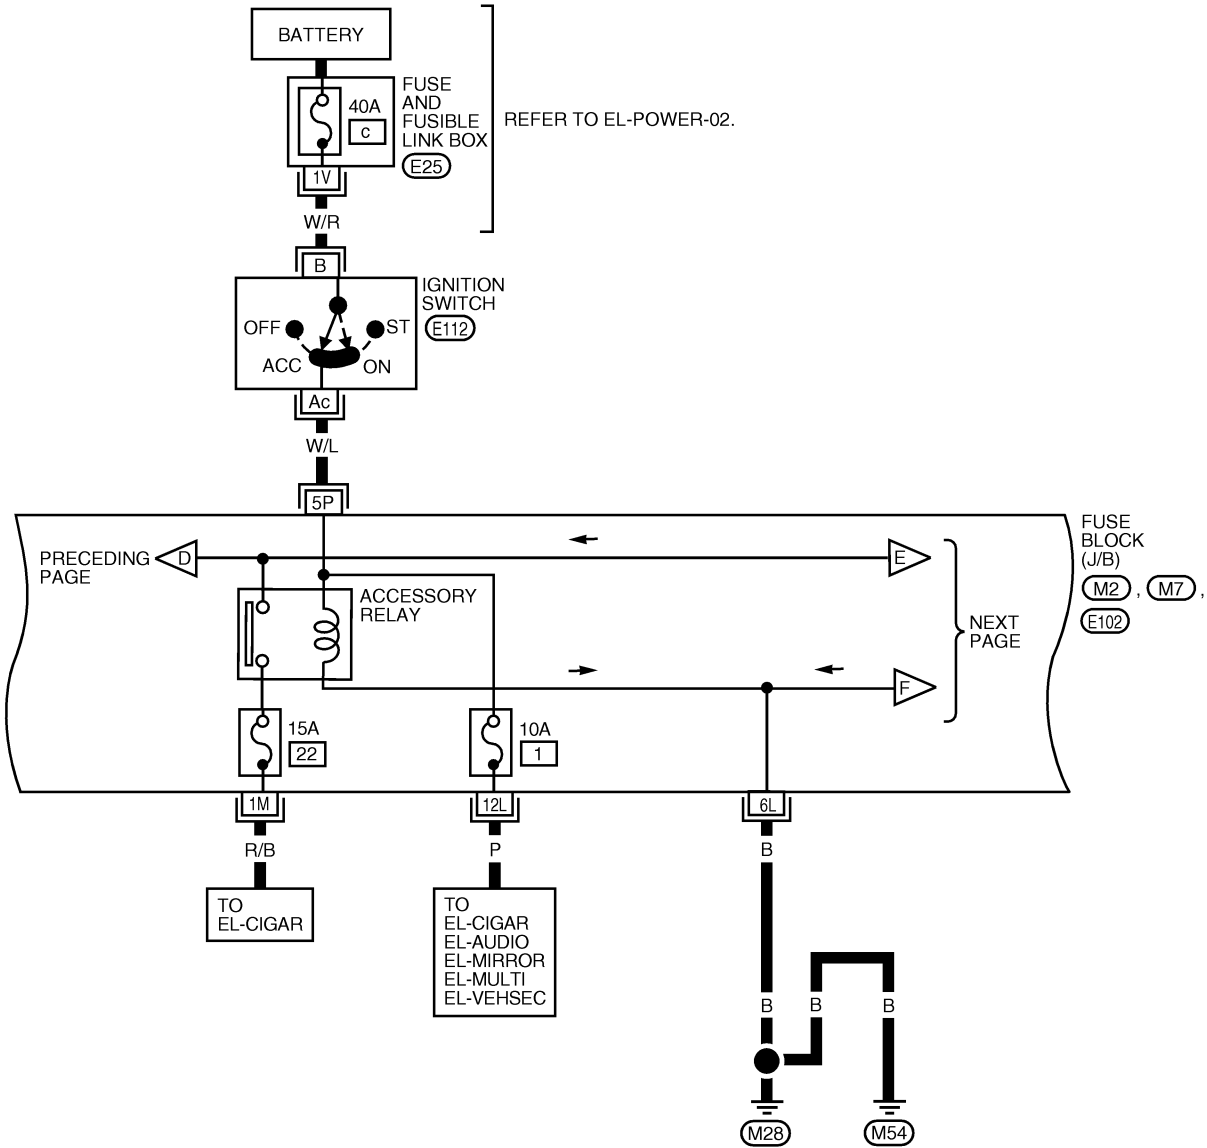 BATTERY
40A
c
FUSE
AND
FUSIBLE
LINK BOX
E25
REFER TO EL-POWER-02.
1V
W/R
B
IGNITION
SWITCH
E112
OFF
ST
ACC
ON
Ac
W/L
5P
PRECEDING
PAGE
D
E
FUSE
BLOCK
(J/B)
M2 , M7 ,
E102
ACCESSORY
RELAY
NEXT
PAGE
F
15A
22
10A
1
1M
12L
6L
R/B
P
B
TO
EL-CIGAR
TO
EL-CIGAR
EL-AUDIO
EL-MIRROR
EL-MULTI
EL-VEHSEC
B
B
B
M28
M54